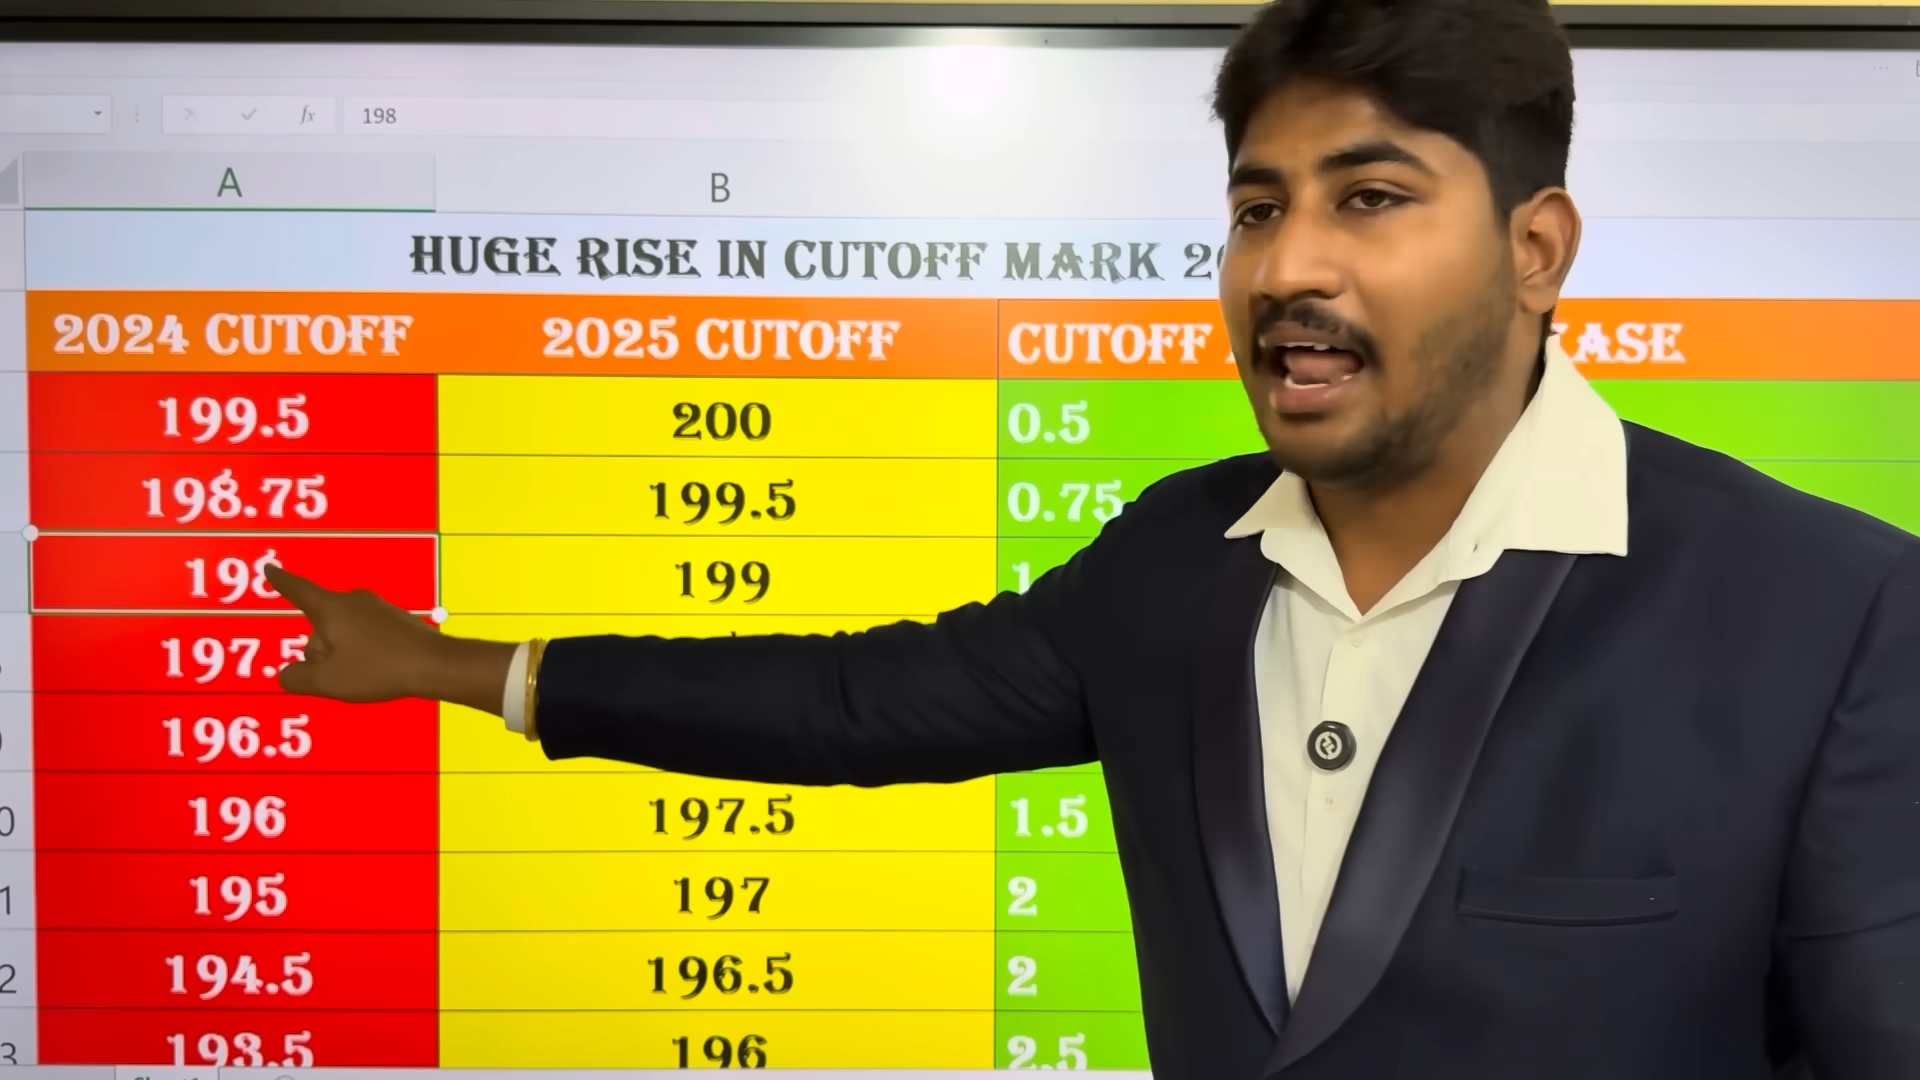 fx 198
A B
HUGE RISE IN CUTOFF MARK
2024 CUTOFF 2025 CUTOFF CUTOFF
199.5 200 0.5
198.75 199.5 0.75
198 199 1
197.5
196.5
196 197.5 1.5
195 197 2
194.5 196.5 2
193.5 196 2.5